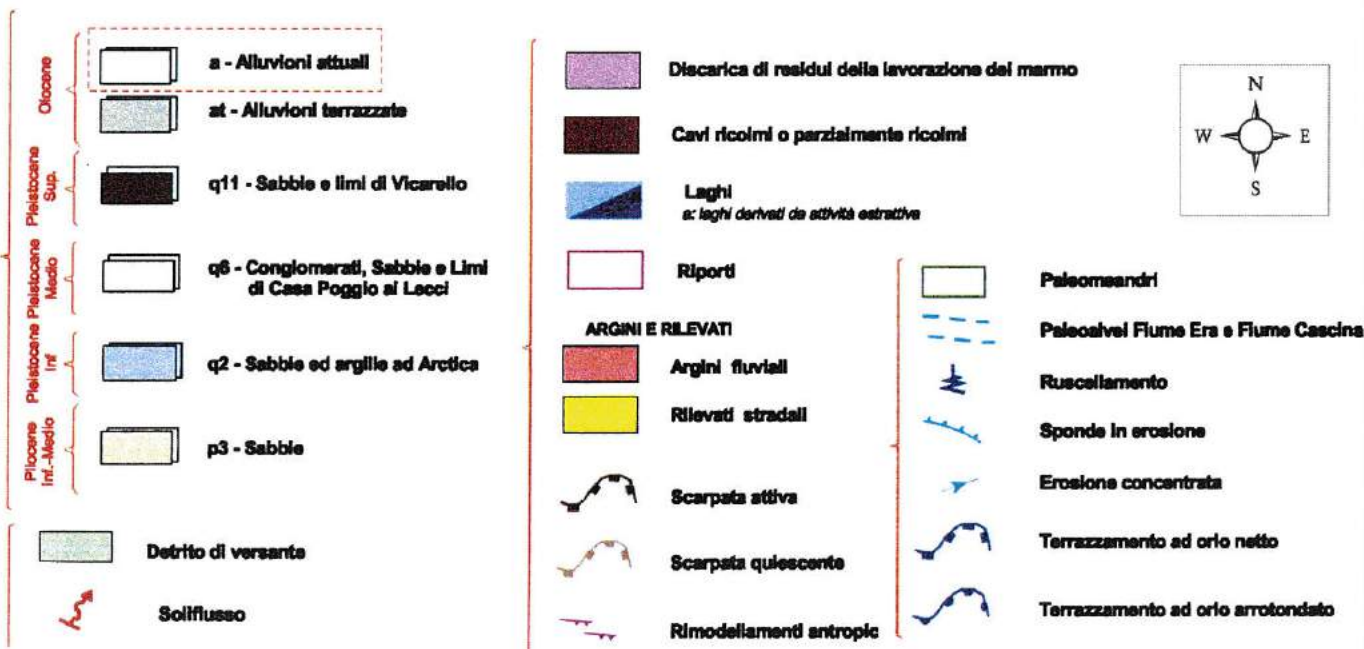 Olocene
a - Alluvioni attuali
at - Alluvioni terrazzate
Pleistocene
Sup.
q11 - Sabbie e limi di Vicarello
Pleistocene
Medio
q6 - Conglomerati, Sabbie e Limi
di Casa Poggio ai Lecci
Pleistocene
Inf
q2 - Sabbie ed argille ad Arctica
Pliocene
Inf.-Medio
p3 - Sabbie
Detrito di versante
Soliflusso
Discarica di residui della lavorazione del marmo
Cavi ricolmi o parzialmente ricolmi
Laghi
a: laghi derivati da attività estrattiva
Riporti
ARGINI E RILEVATI
Argini fluviali
Rilevati stradali
Scarpata attiva
Scarpata quiescente
Rimodellamenti antropic
N
W E
S
Paleomeandri
Paleoalvei Fiume Era e Fiume Cascina
Ruscellamento
Sponde in erosione
Erosione concentrata
Terrazzamento ad orlo netto
Terrazzamento ad orlo arrotondato